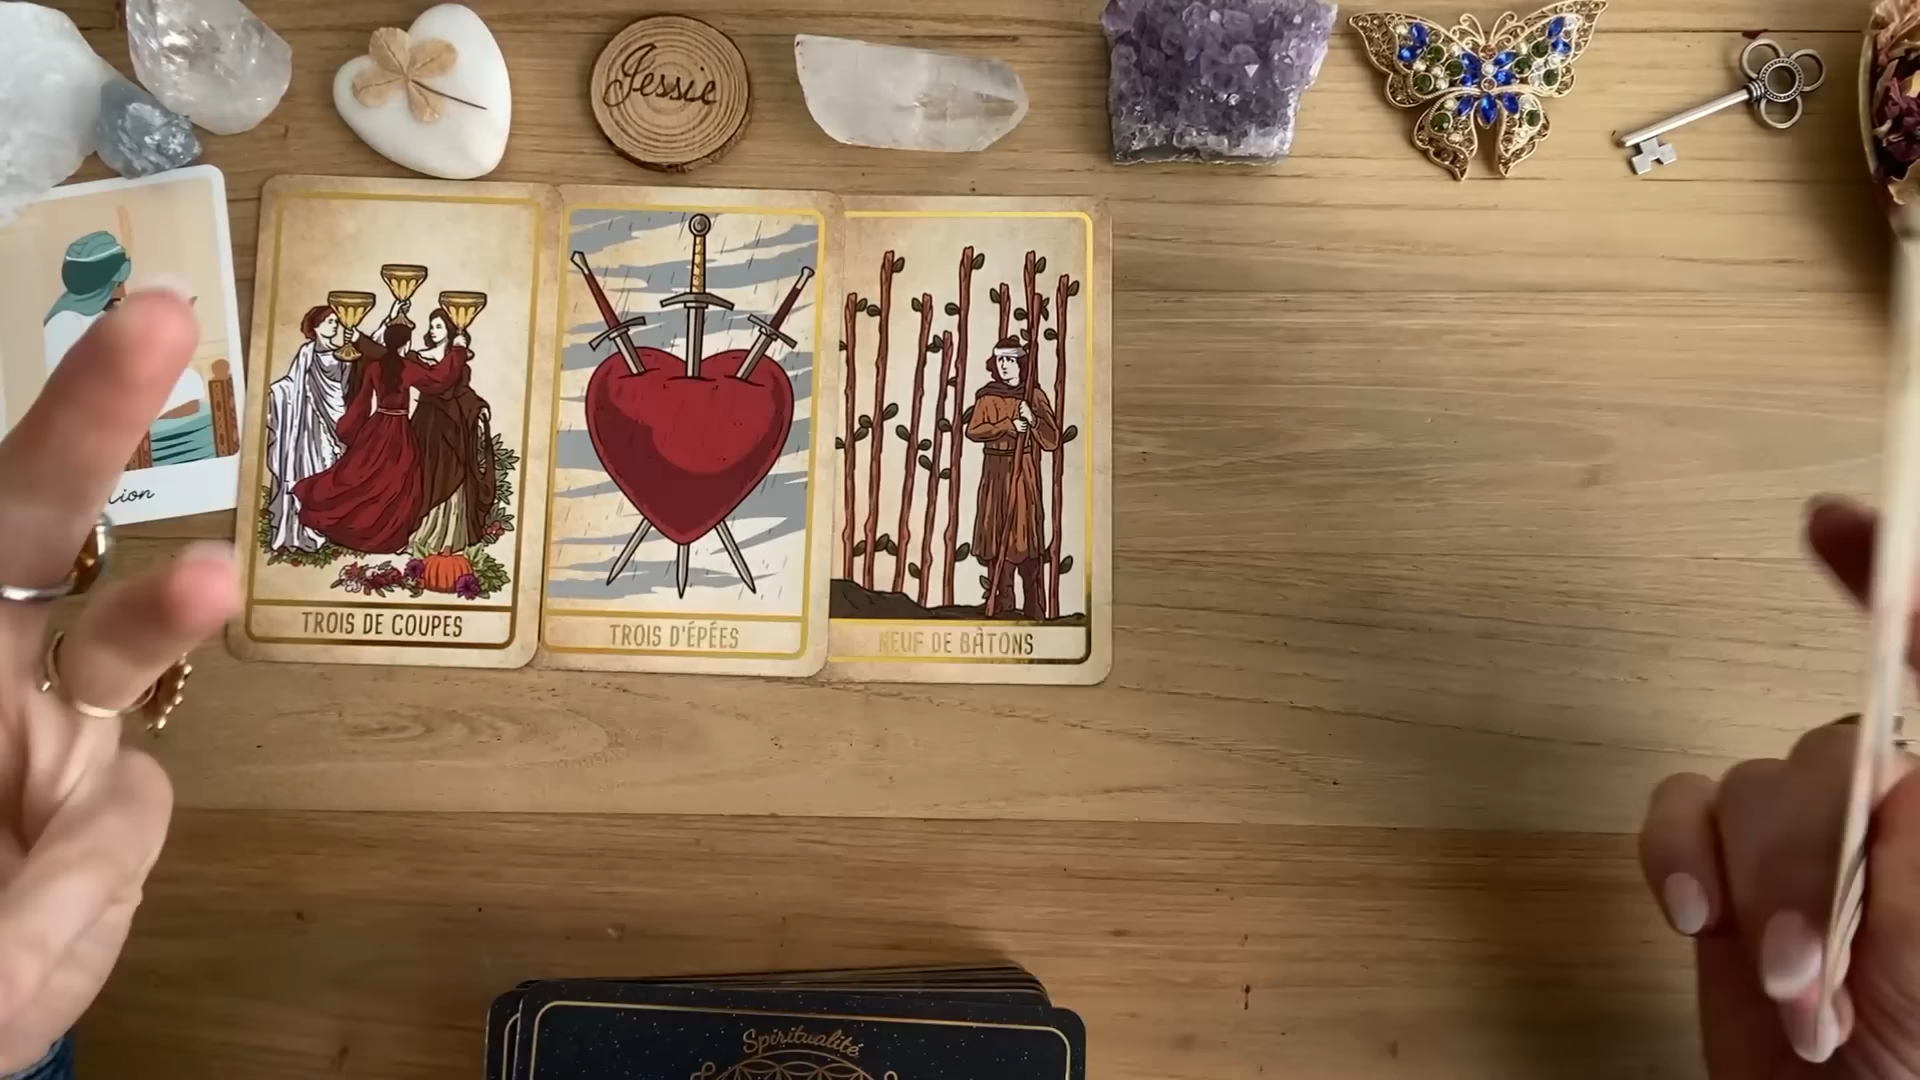 Jessie
TROIS DE COUPES
TROIS D'ÉPÉES
NEUF DE BÂTONS
Spiritualité